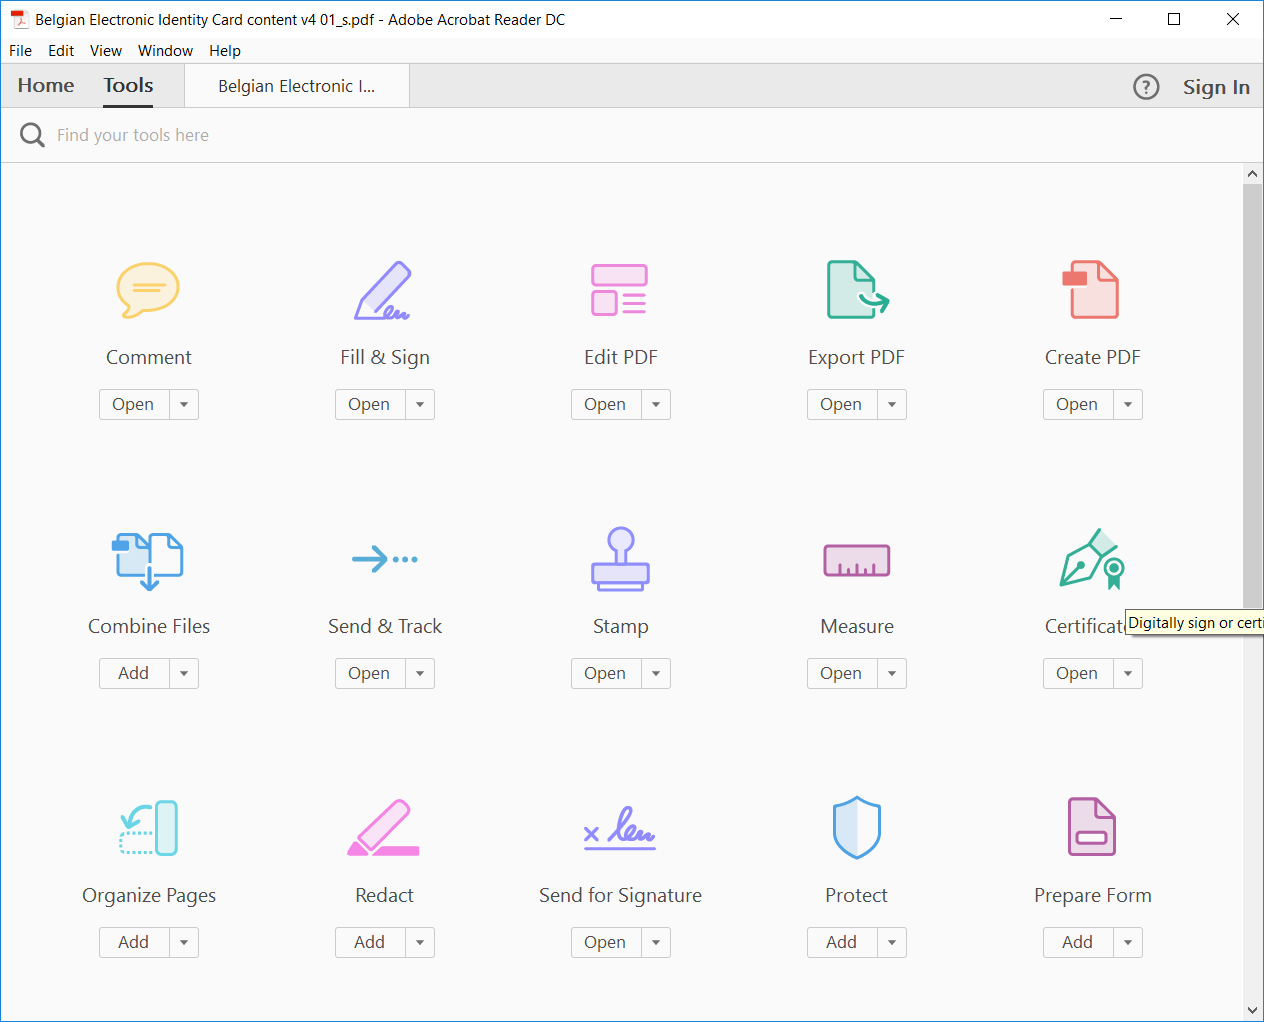 Belgian Electronic Identity Card content v4 01_s.pdf - Adobe Acrobat Reader DC
File Edit View Window Help
Home Tools Belgian Electronic I... ? Sign In
Find your tools here
Comment Fill & Sign Edit PDF Export PDF Create PDF
Open Open Open Open Open
Combine Files Send & Track Stamp Measure Certificat
Digitally sign or certi
Add Open Open Open Open
Organize Pages Redact Send for Signature Protect Prepare Form
Add Add Open Add Add